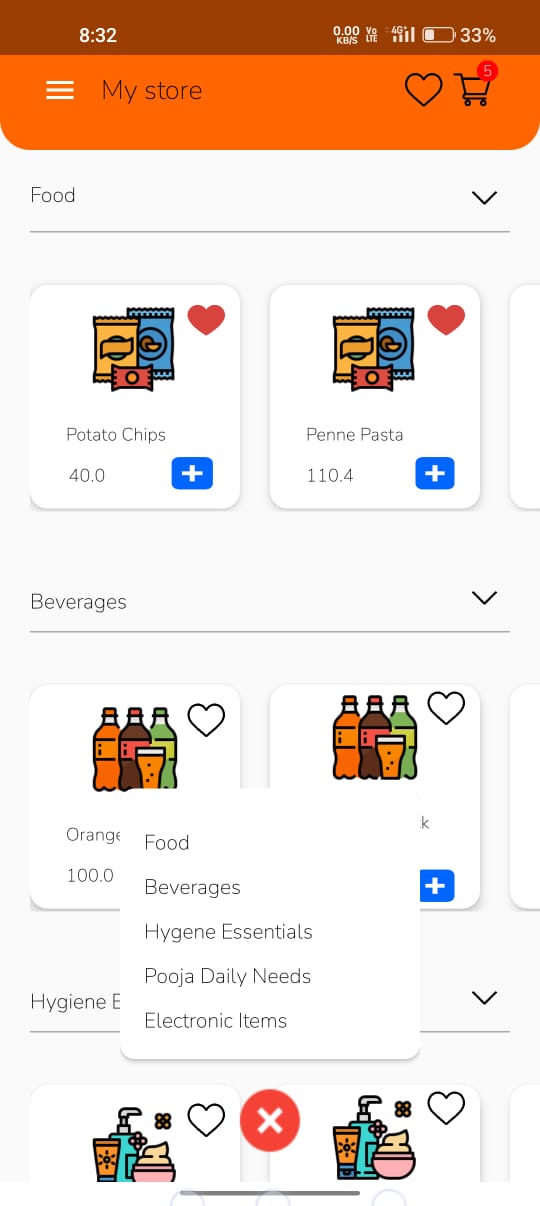 8:32
0.00 KB/S Vo LTE 4G+ 33%
My store
5
Food
Potato Chips
40.0
Penne Pasta
110.4
Beverages
Orange
100.0
k
Food
Beverages
Hygene Essentials
Pooja Daily Needs
Electronic Items
Hygiene E